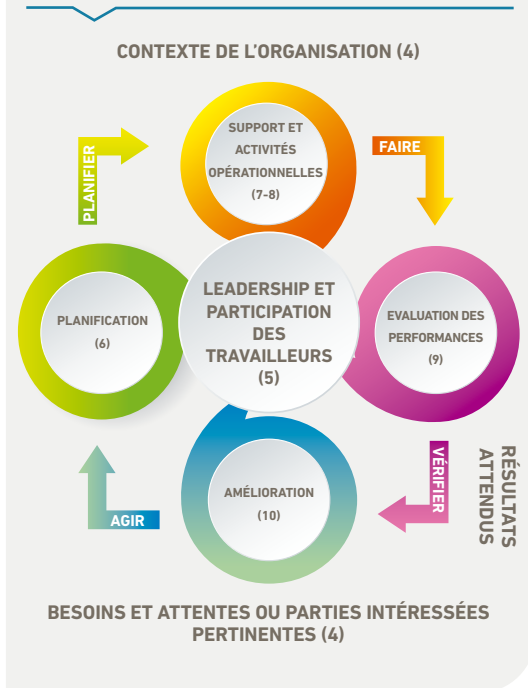 CONTEXTE DE L'ORGANISATION (4)
PLANIFIER
SUPPORT ET
ACTIVITÉS
OPÉRATIONNELLES
(7-8)
FAIRE
PLANIFICATION
(6)
LEADERSHIP ET
PARTICIPATION
DES
TRAVAILLEURS
(5)
EVALUATION DES
PERFORMANCES
(9)
AGIR
AMÉLIORATION
(10)
VÉRIFIER
RÉSULTATS
ATTENDUS
BESOINS ET ATTENTES OU PARTIES INTÉRESSÉES
PERTINENTES (4)